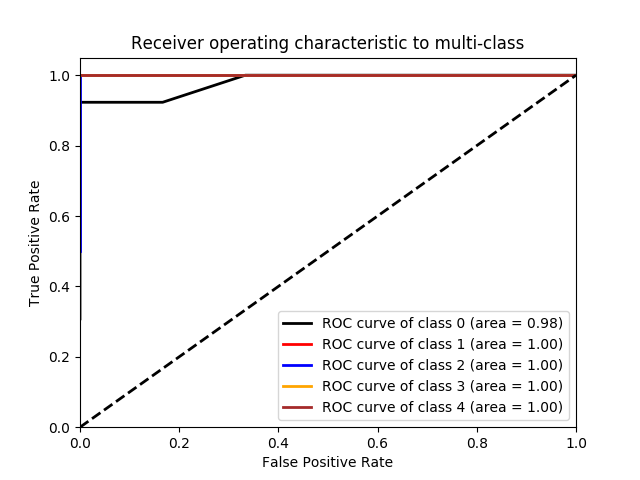 Receiver operating characteristic to multi-class
1.0
0.8
0.6
0.4
0.2
0.0
True Positive Rate
ROC curve of class 0 (area = 0.98)
ROC curve of class 1 (area = 1.00)
ROC curve of class 2 (area = 1.00)
ROC curve of class 3 (area = 1.00)
ROC curve of class 4 (area = 1.00)
0.0 0.2 0.4 0.6 0.8 1.0
False Positive Rate